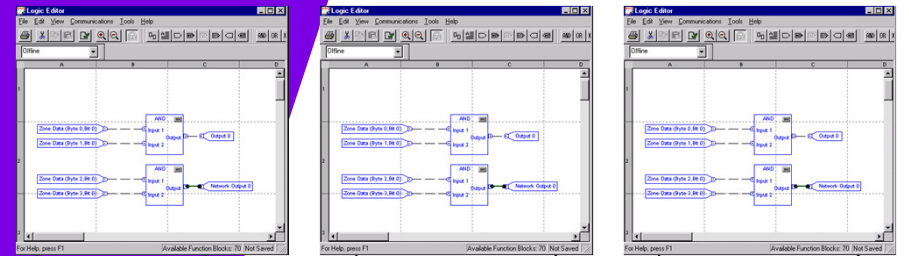 Logic Editor
File Edit View Communications Tools Help
AND OR
Offline
A B C D
1
AND
Zone Data (Byte 0,Bit 0) Input 1 Output Output 0
Zone Data (Byte 1,Bit 0) Input 2
2
AND
Zone Data (Byte 2,Bit 0) Input 1 Output Network Output 0
Zone Data (Byte 3,Bit 0) Input 2
3
For Help, press F1 Available Function Blocks: 70 Not Saved
Logic Editor
File Edit View Communications Tools Help
AND OR
Offline
A B C D
1
AND
Zone Data (Byte 0,Bit 0) Input 1 Output Output 0
Zone Data (Byte 1,Bit 0) Input 2
2
AND
Zone Data (Byte 2,Bit 0) Input 1 Output Network Output 0
Zone Data (Byte 3,Bit 0) Input 2
3
For Help, press F1 Available Function Blocks: 70 Not Saved
Logic Editor
File Edit View Communications Tools Help
AND OR
Offline
A B C D
1
AND
Zone Data (Byte 0,Bit 0) Input 1 Output Output 0
Zone Data (Byte 1,Bit 0) Input 2
2
AND
Zone Data (Byte 2,Bit 0) Input 1 Output Network Output 0
Zone Data (Byte 3,Bit 0) Input 2
3
For Help, press F1 Available Function Blocks: 70 Not Saved